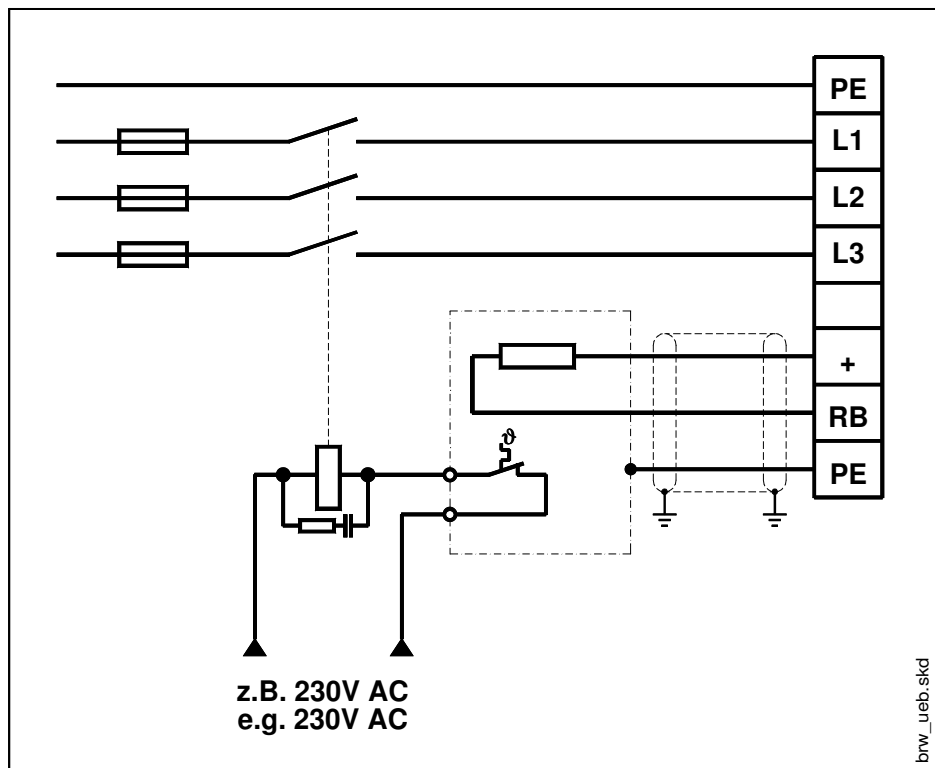 PE
L1
L2
L3
+
RB
ϑ
PE
z.B. 230V AC
e.g. 230V AC
brw_ueb.skd